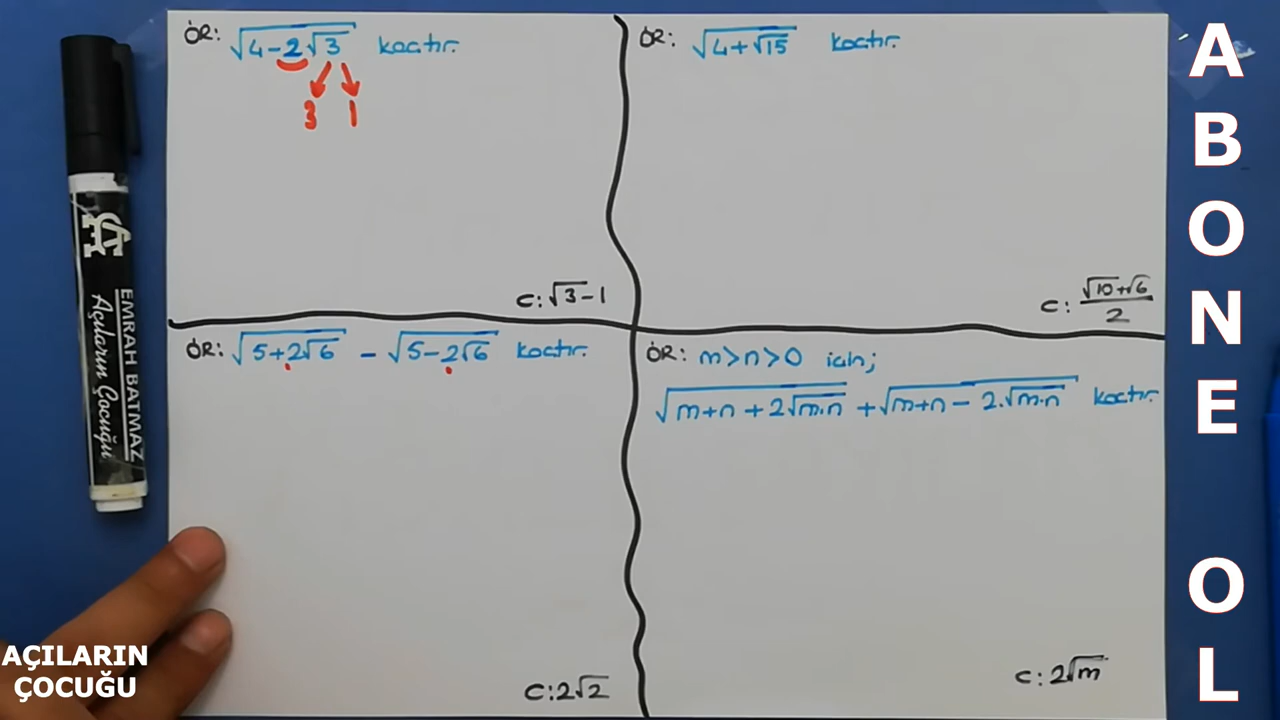 ÖR: √(4-2√3) kaçtır.
3 1
C: √3-1
ÖR: √(4+√15) kaçtır.
C: (√10+√6)/2
ÖR: √(5+2√6) - √(5-2√6) kaçtır.
C: 2√2
ÖR: m>n>0 için;
√(m+n+2√m.n) + √(m+n-2.√m.n) kaçtır.
C: 2√m
EMRAH BATMAZ
Açıların Çocuğu
AÇILARIN
ÇOCUĞU
ABONE OL